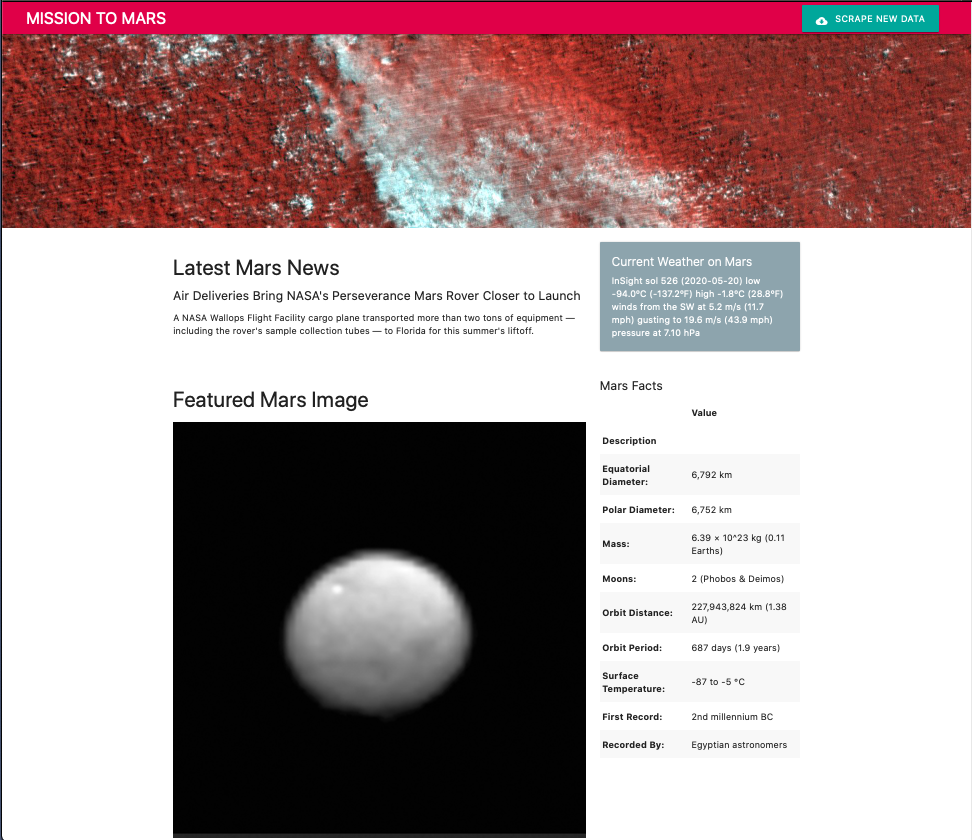 MISSION TO MARS
SCRAPE NEW DATA
Latest Mars News
Air Deliveries Bring NASA's Perseverance Mars Rover Closer to Launch
A NASA Wallops Flight Facility cargo plane transported more than two tons of equipment —
including the rover's sample collection tubes — to Florida for this summer's liftoff.
Current Weather on Mars
InSight sol 526 (2020-05-20) low
-94.0ºC (-137.2ºF) high -1.8ºC (28.8ºF)
winds from the SW at 5.2 m/s (11.7
mph) gusting to 19.6 m/s (43.9 mph)
pressure at 7.10 hPa
Featured Mars Image
Mars Facts
Value
Description
Equatorial
Diameter:
6,792 km
Polar Diameter:
6,752 km
Mass:
6.39 × 10^23 kg (0.11
Earths)
Moons:
2 (Phobos & Deimos)
Orbit Distance:
227,943,824 km (1.38
AU)
Orbit Period:
687 days (1.9 years)
Surface
Temperature:
-87 to -5 °C
First Record:
2nd millennium BC
Recorded By:
Egyptian astronomers